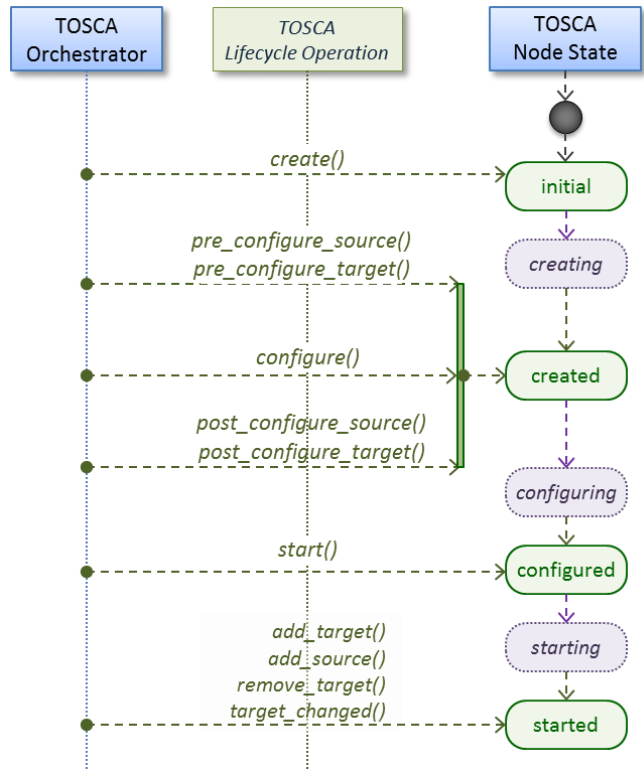 TOSCA
Orchestrator
TOSCA
Lifecycle Operation
TOSCA
Node State
create()
initial
pre_configure_source()
pre_configure_target()
creating
configure()
created
post_configure_source()
post_configure_target()
configuring
start()
configured
add_target()
add_source()
remove_target()
target_changed()
starting
started